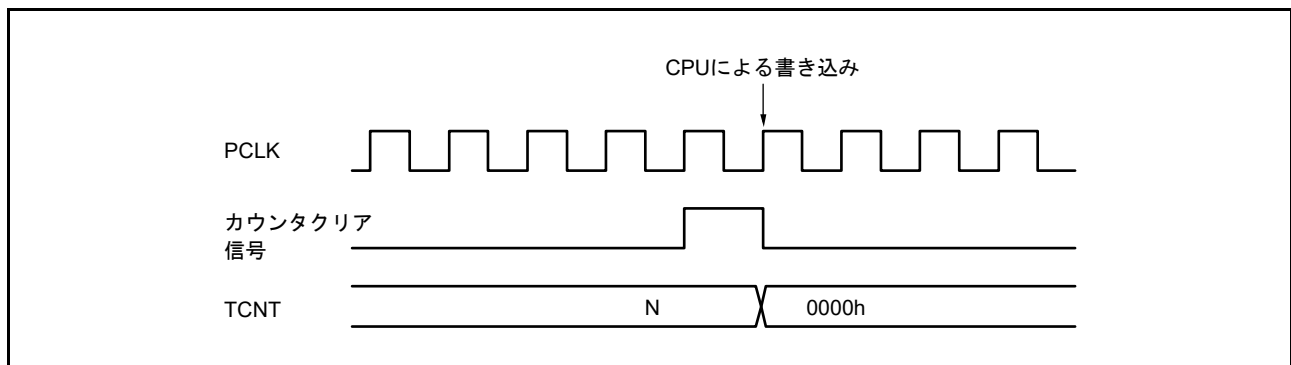 CPUによる書き込み
PCLK
カウンタクリア
信号
TCNT
N
0000h